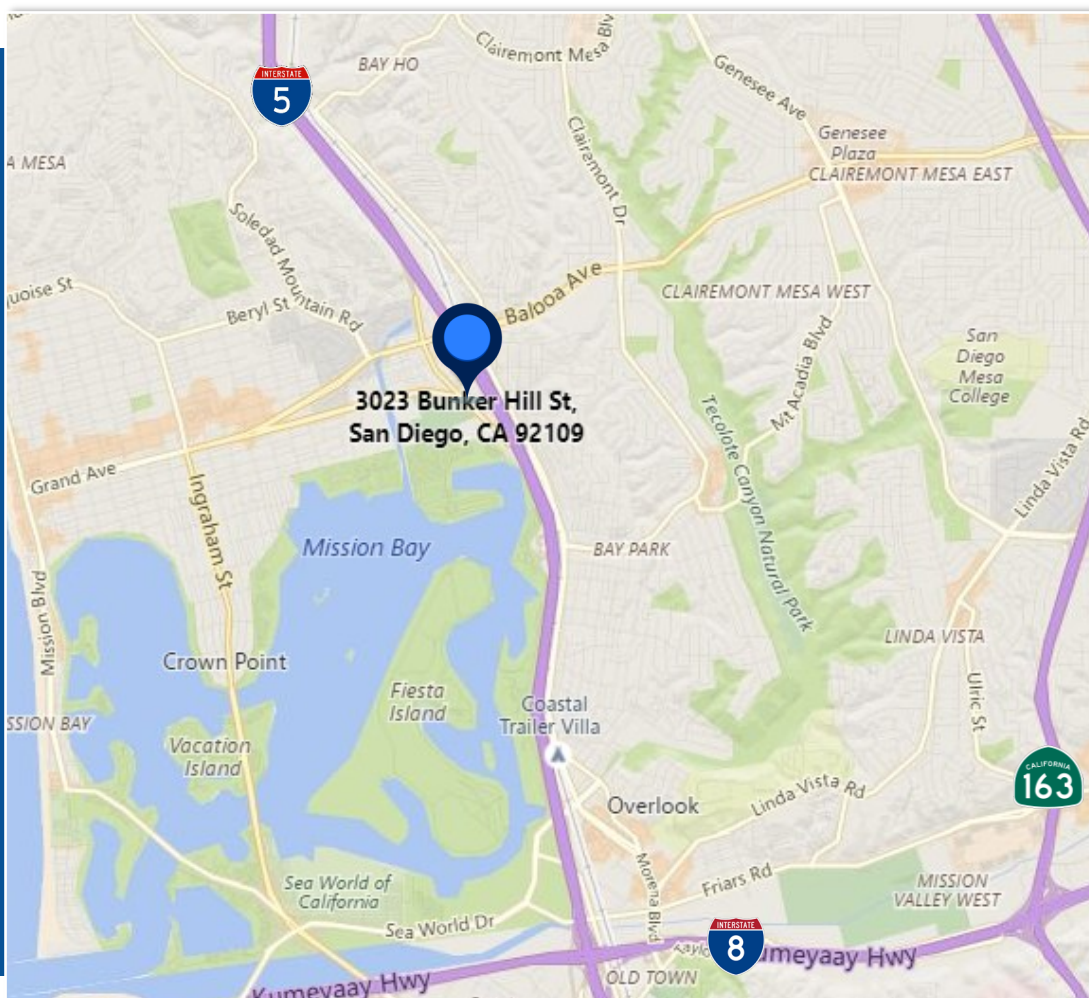 Clairemont Mesa Blv
BAY HO
INTERSTATE
5
Genesee Ave
Genesee
Plaza
CLAIREMONT MESA EAST
A MESA
Clairemont Dr
Soledad Mountain Rd
uoise St
Beryl St
Balboa Ave
CLAIREMONT MESA WEST
San
Diego
Mesa
College
Mt Acadia Blvd
3023 Bunker Hill St,
San Diego, CA 92109
Tecolote Canyon Natural Park
Linda Vista Rd
Grand Ave
Ingraham St
Mission Bay
BAY PARK
Mission Blvd
LINDA VISTA
Crown Point
Ulric St
Fiesta
Island
Coastal
Trailer Villa
SSION BAY
Vacation
Island
CALIFORNIA
163
Overlook
Linda Vista Rd
Morena Blvd
Friars Rd
MISSION
VALLEY WEST
Sea World of
California
Sea World Dr
INTERSTATE
8
Taylo
umeyaay Hwy
OLD TOWN
Kumeyaay Hwy